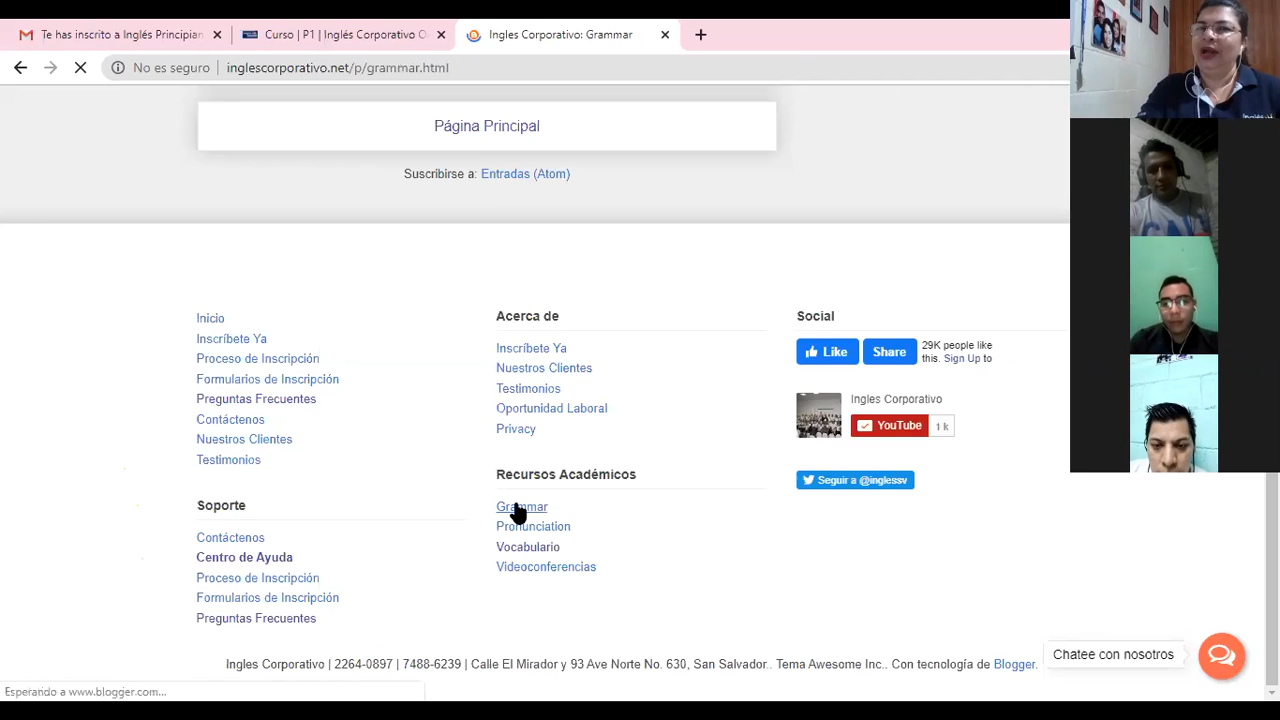 Te has inscrito a Inglés Principian
Curso | P1 | Inglés Corporativo O
Ingles Corporativo: Grammar
No es seguro
inglescorporativo.net/p/grammar.html
Página Principal
Suscribirse a: Entradas (Atom)
Inicio
Inscríbete Ya
Proceso de Inscripción
Formularios de Inscripción
Preguntas Frecuentes
Contáctenos
Nuestros Clientes
Testimonios
Soporte
Contáctenos
Centro de Ayuda
Proceso de Inscripción
Formularios de Inscripción
Preguntas Frecuentes
Acerca de
Inscríbete Ya
Nuestros Clientes
Testimonios
Oportunidad Laboral
Privacy
Recursos Académicos
Grammar
Pronunciation
Vocabulario
Videoconferencias
Social
Like
Share
29K people like
this. Sign Up to
Ingles Corporativo
YouTube
1 k
Seguir a @inglessv
Ingles Corporativo | 2264-0897 | 7488-6239 | Calle El Mirador y 93 Ave Norte No. 630, San Salvador.. Tema Awesome Inc.. Con tecnología de Blogger.
Chatee con nosotros
Esperando a www.blogger.com...